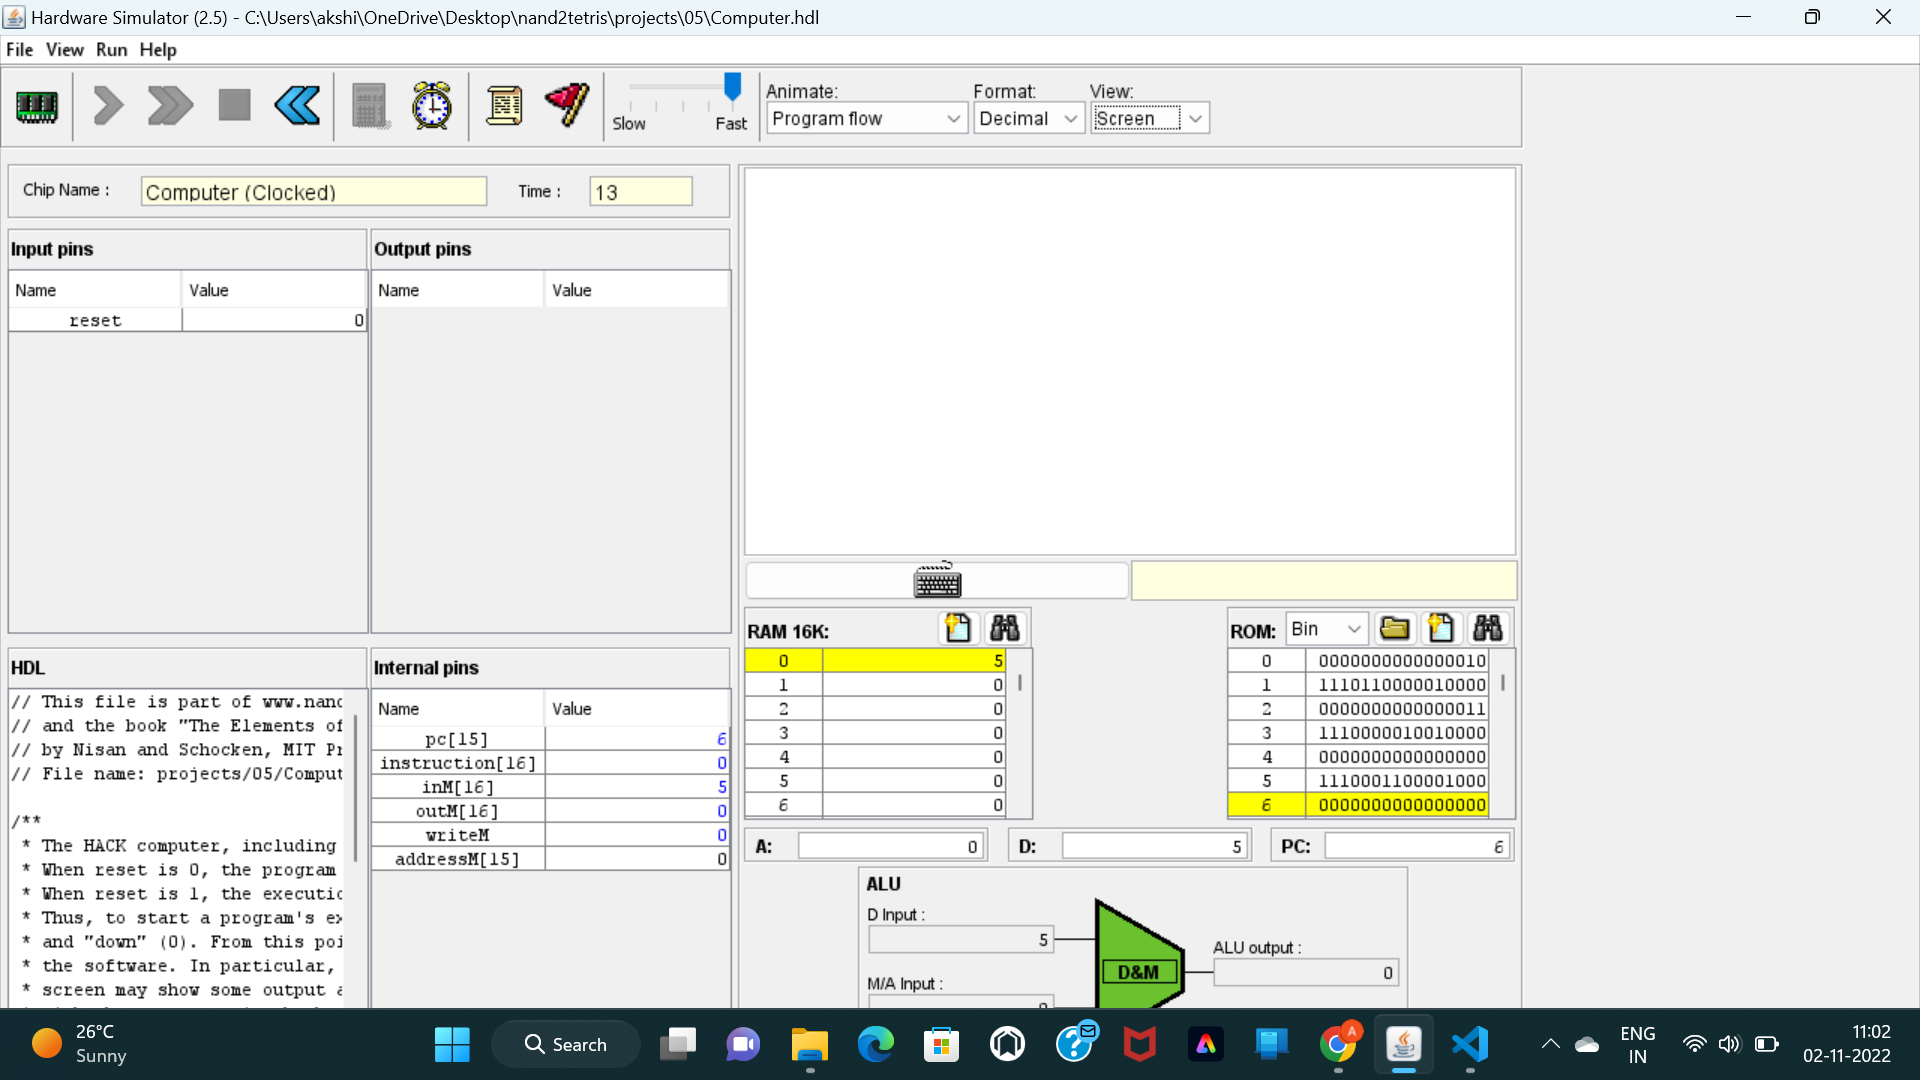 Hardware Simulator (2.5) - C:\Users\akshi\OneDrive\Desktop\nand2tetris\projects\05\Computer.hdl
File View Run Help
Slow Fast
Animate:
Program flow
Format:
Decimal
View:
Screen
Chip Name :
Computer (Clocked)
Time :
13
Input pins
Name Value
reset 0
Output pins
Name Value
HDL
// This file is part of www.nand
// and the book "The Elements of
// by Nisan and Schocken, MIT Pr
// File name: projects/05/Comput
/**
* The HACK computer, including
* When reset is 0, the program
* When reset is 1, the executio
* Thus, to start a program's ex
* and "down" (0). From this poi
* the software. In particular,
* screen may show some output a
Internal pins
Name Value
pc[15] 6
instruction[16] 0
inM[16] 5
outM[16] 0
writeM 0
addressM[15] 0
RAM 16K:
0 5
1 0
2 0
3 0
4 0
5 0
6 0
ROM: Bin
0 0000000000000010
1 1110110000010000
2 0000000000000011
3 1110000010010000
4 0000000000000000
5 1110001100001000
6 0000000000000000
A: 0
D: 5
PC: 6
ALU
D Input :
5
M/A Input :
D&M
ALU output :
0
26°C
Sunny
Search
A
ENG
IN
11:02
02-11-2022